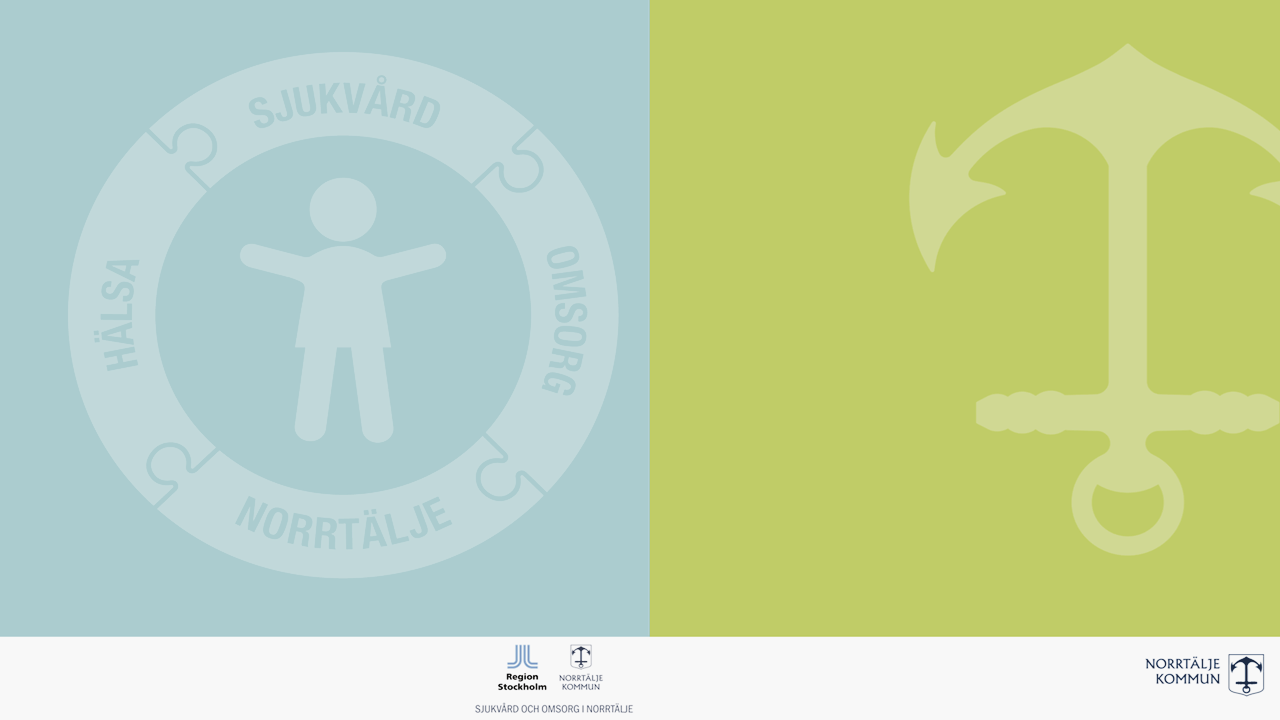 SJUKVÅRD
HÄLSA
OMSORG
NORRTÄLJE
Region
Stockholm
NORRTÄLJE
KOMMUN
SJUKVÅRD OCH OMSORG I NORRTÄLJE
NORRTÄLJE
KOMMUN